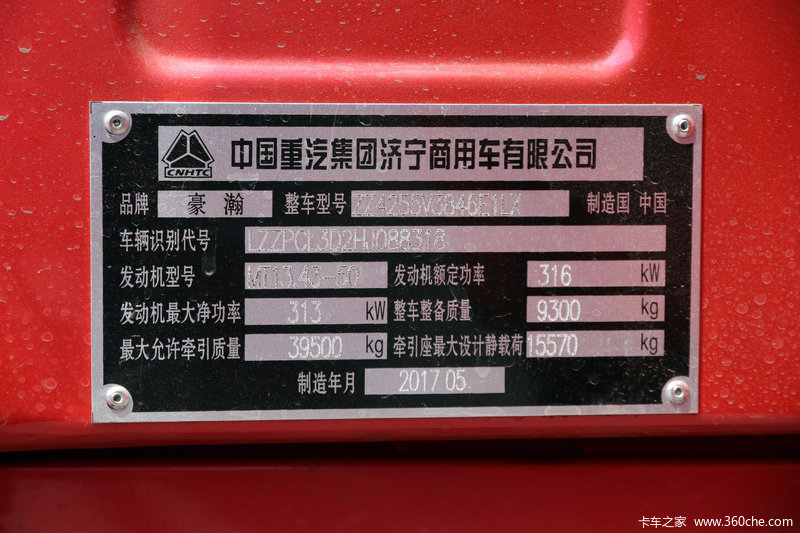 CNHTC 中国重汽集团济宁商用车有限公司
品牌 豪瀚 整车型号 ZZ4255V3846E1LX 制造国 中国
车辆识别代号 LZZPCL3D2HJ088318
发动机型号 MT13.43-50 发动机额定功率 316 kW
发动机最大净功率 313 kW 整车整备质量 9300 kg
最大允许牵引质量 39500 kg 牵引座最大设计静载荷 15570 kg
制造年月 2017 05
卡车之家 www.360che.com